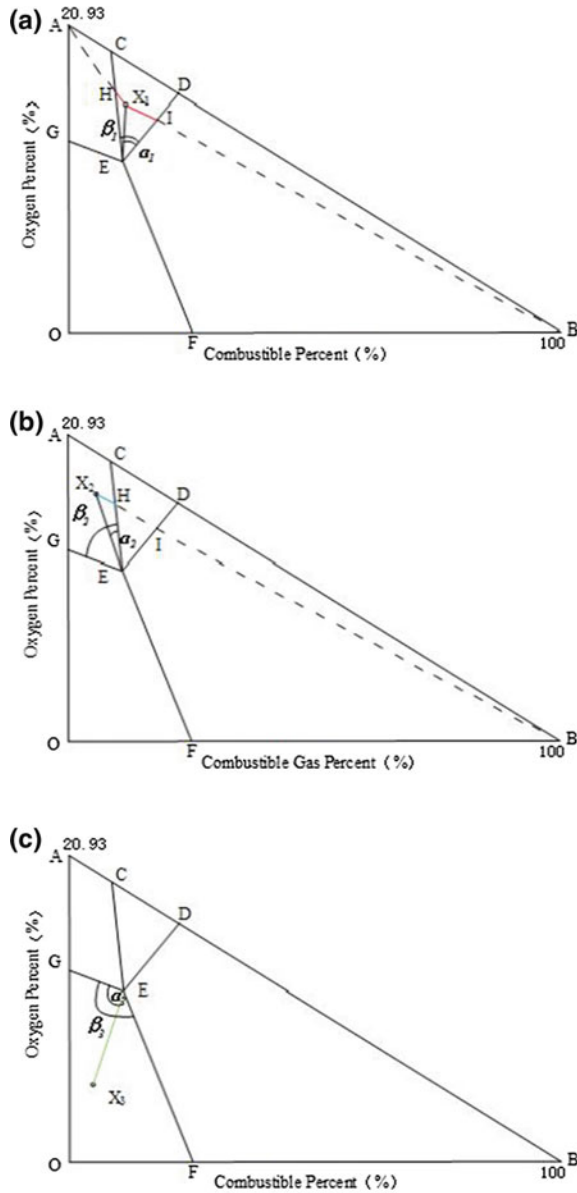 (a)
20.93
A
C
D
H
X₁
I
β₁
α₁
G
E
Oxygen Percent (%)
O
F
B
Combustible Percent (%)
100
(b)
20.93
A
C
X₂
H
D
β₂
α₂
G
I
E
Oxygen Percent (%)
O
F
B
Combustible Gas Percent (%)
100
(c)
20.93
A
C
D
G
E
β₃
X₃
Oxygen Percent (%)
O
F
B
Combustible Percent (%)
100